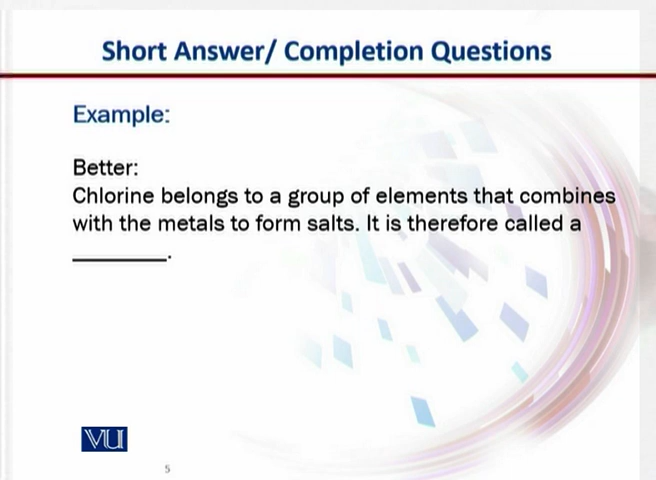 Short Answer/ Completion Questions
Example:
Better:
Chlorine belongs to a group of elements that combines
with the metals to form salts. It is therefore called a
________.
VU
5